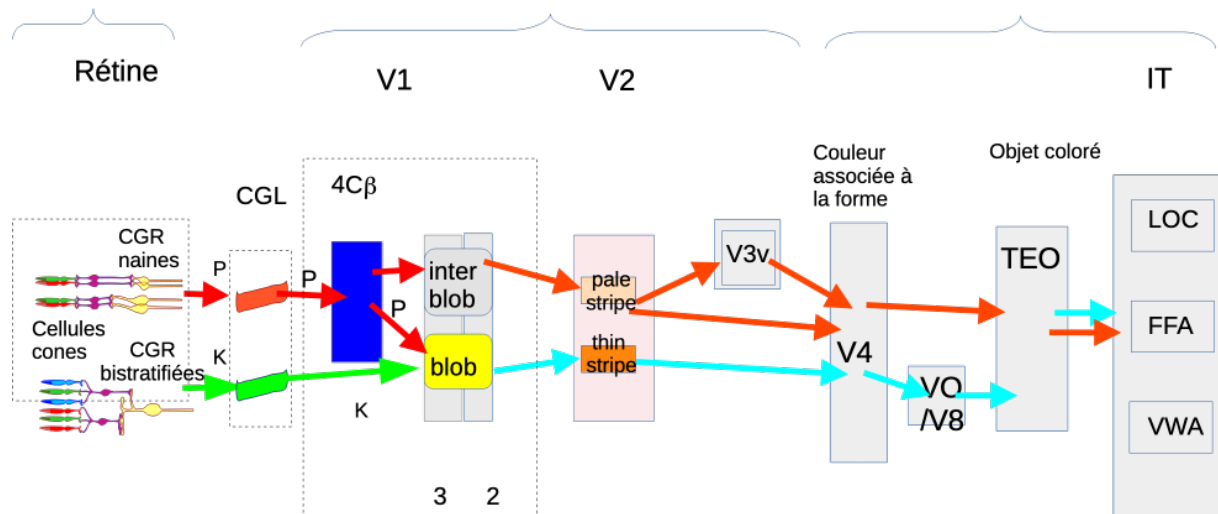 Rétine
V1
V2
IT
Couleur
associée à
la forme
Objet coloré
CGL
4Cβ
CGR
naines
P
P
P
inter
blob
pale
stripe
V3v
TEO
LOC
FFA
VWA
Cellules
cones
CGR
bistratifiées
K
K
blob
thin
stripe
V4
VO
/V8
3
2